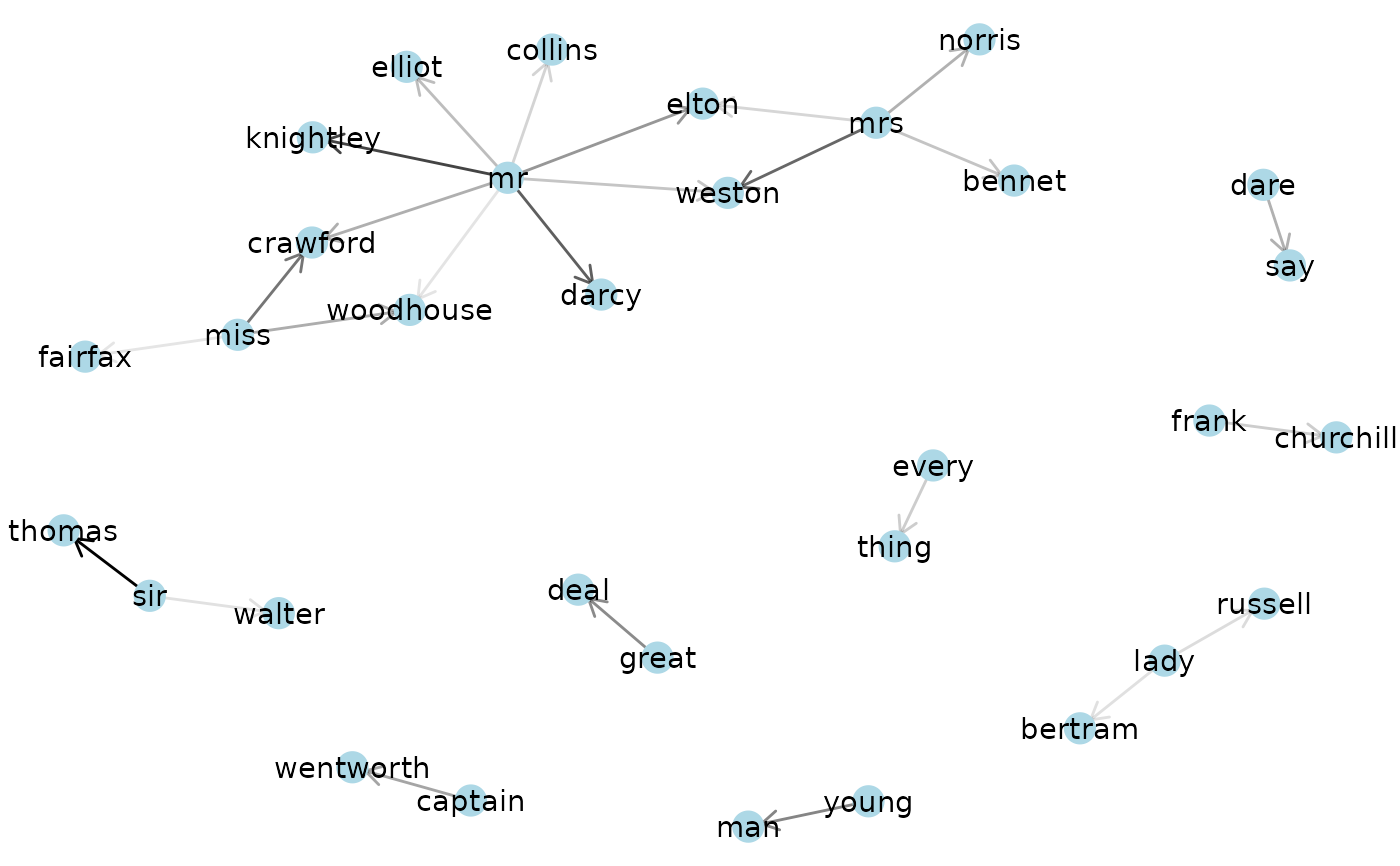 norris
collins
elliot
elton
mrs
knightley
mr
bennet
dare
weston
crawford
say
darcy
woodhouse
miss
fairfax
frank
churchill
every
thomas
thing
deal
sir
russell
walter
great
lady
bertram
wentworth
captain
young
man